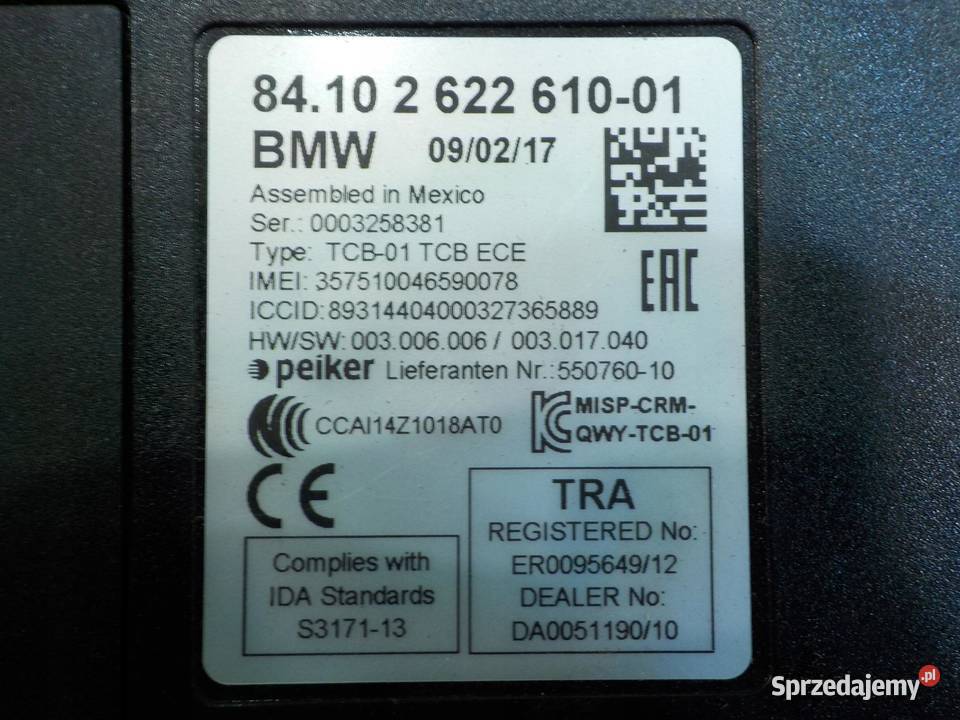 84.10 2 622 610-01
BMW 09/02/17
Assembled in Mexico
Ser.: 0003258381
Type: TCB-01 TCB ECE
IMEI: 357510046590078
ICCID: 89314404000327365889
HW/SW: 003.006.006 / 003.017.040
peiker Lieferanten Nr.:550760-10
CCAI14Z1018AT0
MISP-CRM-
QWY-TCB-01
EAC
CE
Complies with
IDA Standards
S3171-13
TRA
REGISTERED No:
ER0095649/12
DEALER No:
DA0051190/10
Sprzedajemy.pl